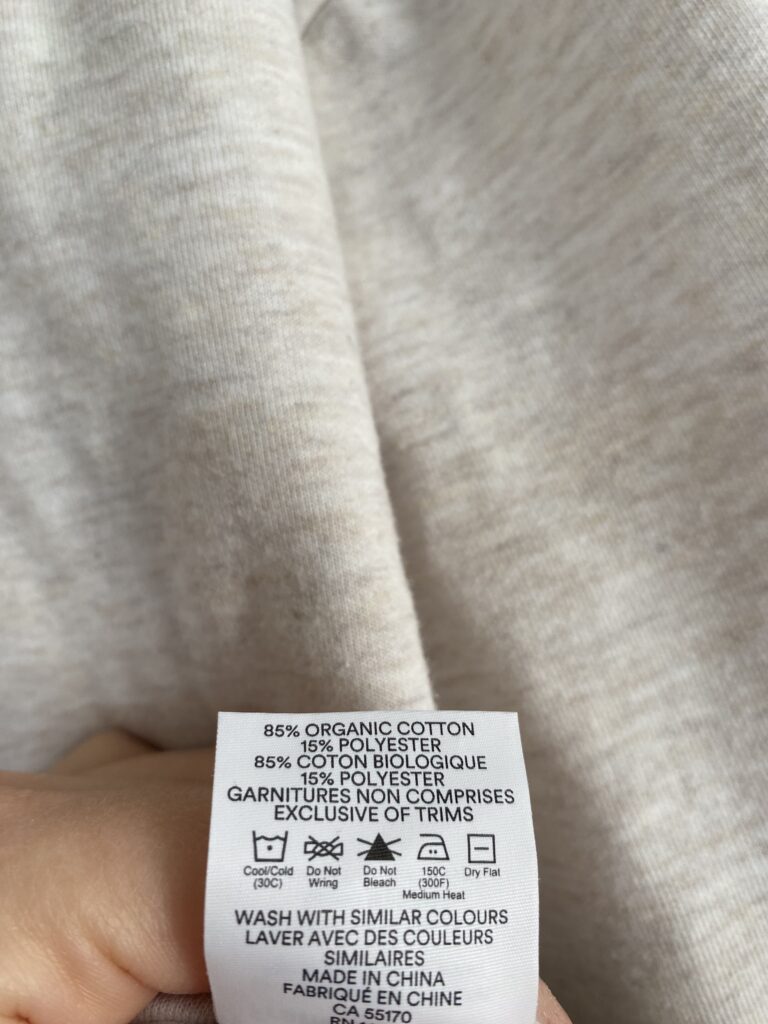 85% ORGANIC COTTON
15% POLYESTER
85% COTON BIOLOGIQUE
15% POLYESTER
GARNITURES NON COMPRISES
EXCLUSIVE OF TRIMS
Cool/Cold (30C)
Do Not Wring
Do Not Bleach
150C (300F) Medium Heat
Dry Flat
WASH WITH SIMILAR COLOURS
LAVER AVEC DES COULEURS
SIMILAIRES
MADE IN CHINA
FABRIQUÉ EN CHINE
CA 55170
RN